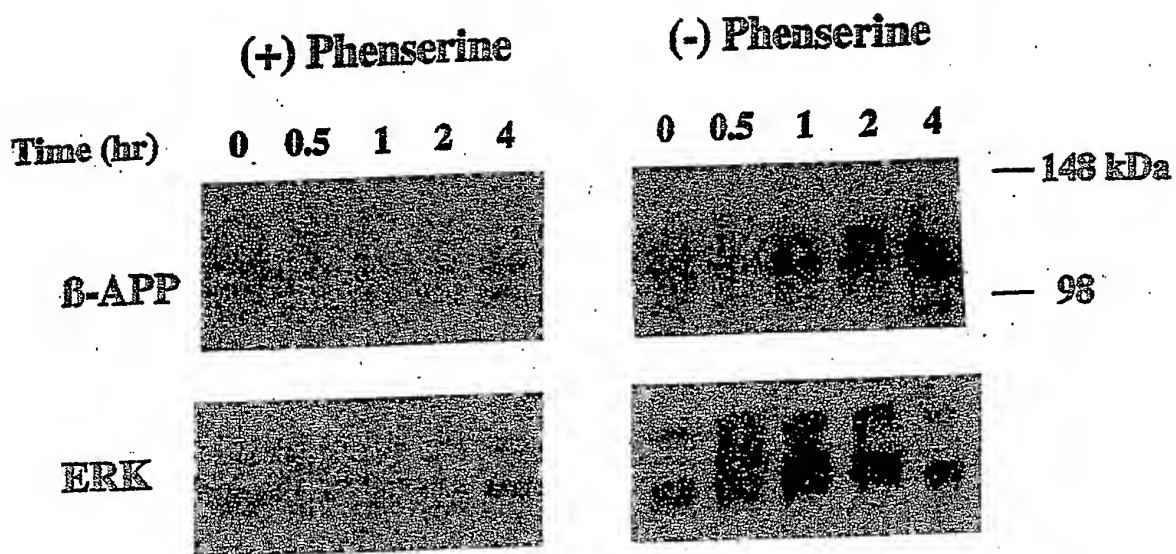 (+) Phenserine (-) Phenserine
Time (hr) 0 0.5 1 2 4 0 0.5 1 2 4
148 kDa
ß-APP 98
ERK